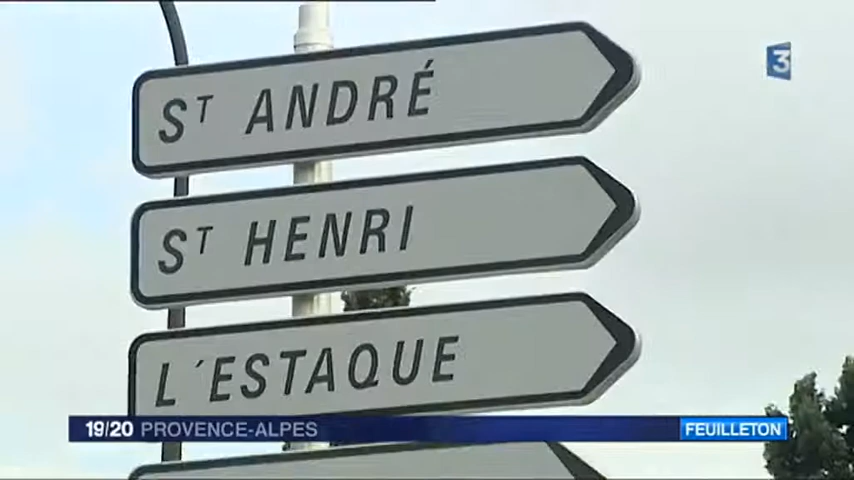 3
Sᵀ ANDRÉ
Sᵀ HENRI
L'ESTAQUE
19/20 PROVENCE-ALPES
FEUILLETON